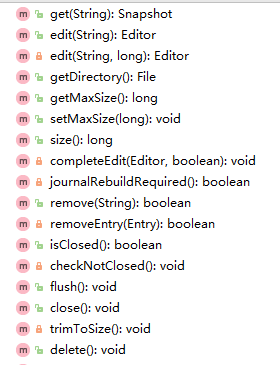 m get(String): Snapshot
m edit(String): Editor
m edit(String, long): Editor
m getDirectory(): File
m getMaxSize(): long
m setMaxSize(long): void
m size(): long
m completeEdit(Editor, boolean): void
m journalRebuildRequired(): boolean
m remove(String): boolean
m removeEntry(Entry): boolean
m isClosed(): boolean
m checkNotClosed(): void
m flush(): void
m close(): void
m trimToSize(): void
m delete(): void